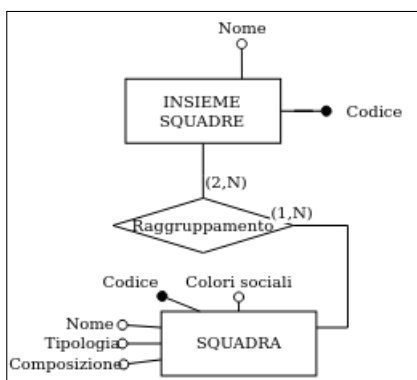 Nome
INSIEME
SQUADRE
Codice
(2,N)
(1,N)
Raggruppamento
Codice
Colori sociali
Nome
Tipologia
Composizione
SQUADRA